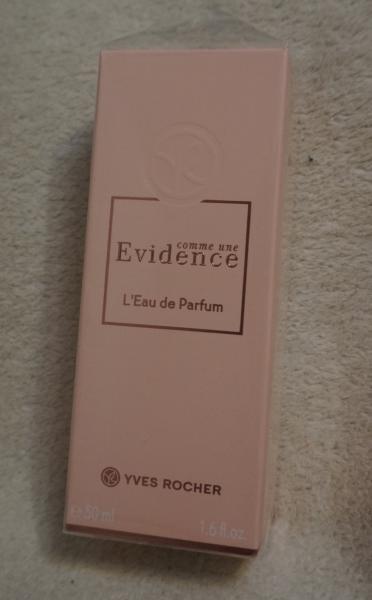 comme une
Evidence
L'Eau de Parfum
YVES ROCHER
℮50 ml
1.6 fl.oz.